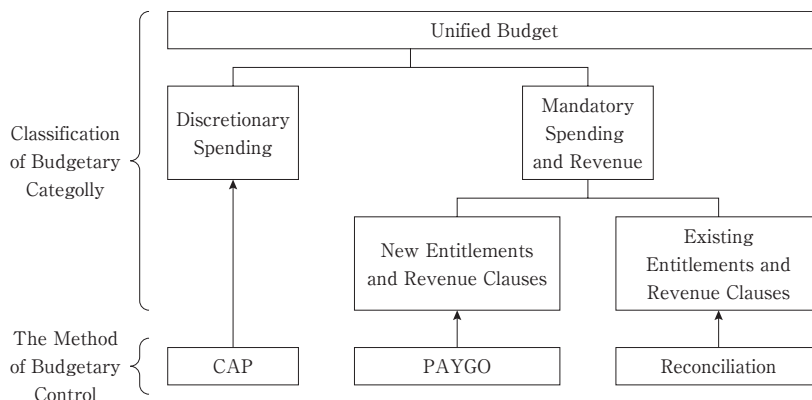 Unified Budget
Classification
of Budgetary
Categolly
Discretionary
Spending
Mandatory
Spending
and Revenue
New Entitlements
and Revenue Clauses
Existing
Entitlements and
Revenue Clauses
The Method
of Budgetary
Control
CAP
PAYGO
Reconciliation